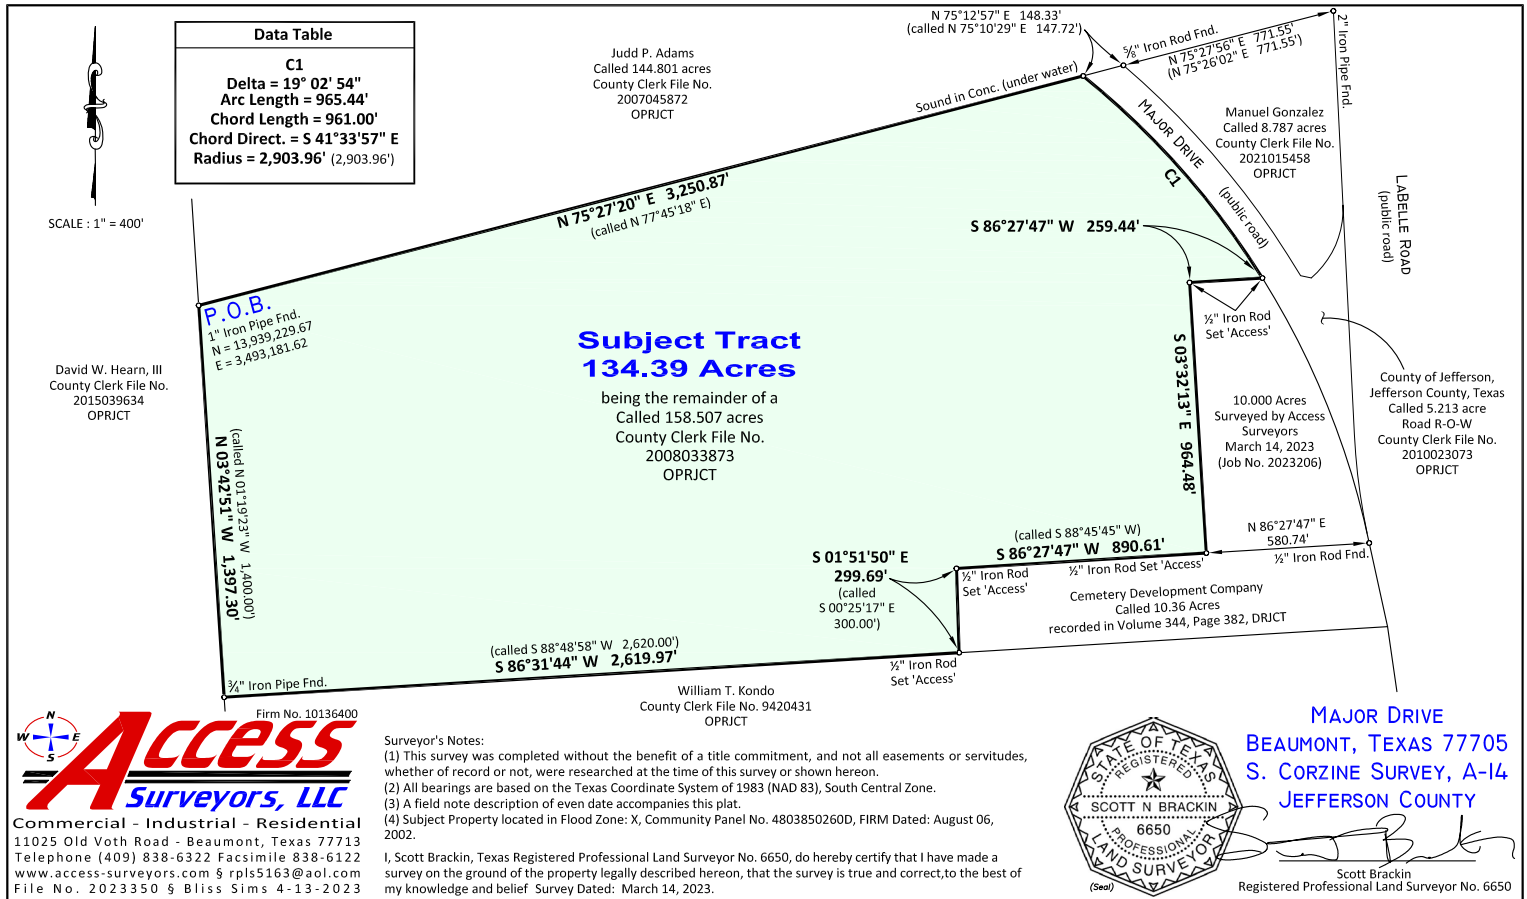 Data Table
C1
Delta = 19° 02' 54"
Arc Length = 965.44'
Chord Length = 961.00'
Chord Direct. = S 41°33'57" E
Radius = 2,903.96' (2,903.96')
SCALE : 1" = 400'
Judd P. Adams
Called 144.801 acres
County Clerk File No.
2007045872
OPRJCT
N 75°12'57" E 148.33'
(called N 75°10'29" E 147.72')
⅝" Iron Rod Fnd.
N 75°27'56" E 771.55'
(N 75°26'02" E 771.55')
2" Iron Pipe Fnd.
Sound in Conc. (under water)
MAJOR DRIVE
(public road)
C1
Manuel Gonzalez
Called 8.787 acres
County Clerk File No.
2021015458
OPRJCT
LABELLE ROAD
(public road)
N 75°27'20" E 3,250.87'
(called N 77°45'18" E)
S 86°27'47" W 259.44'
P.O.B.
1" Iron Pipe Fnd.
N = 13,939,229.67
E = 3,493,181.62
½" Iron Rod
Set 'Access'
Subject Tract
134.39 Acres
being the remainder of a
Called 158.507 acres
County Clerk File No.
2008033873
OPRJCT
David W. Hearn, III
County Clerk File No.
2015039634
OPRJCT
S 03°32'13" E 964.48'
10.000 Acres
Surveyed by Access
Surveyors
March 14, 2023
(Job No. 2023206)
County of Jefferson,
Jefferson County, Texas
Called 5.213 acre
Road R-O-W
County Clerk File No.
2010023073
OPRJCT
(called N 01°19'23" W 1,400.00')
N 03°42'51" W 1,397.30'
(called S 88°45'45" W)
S 86°27'47" W 890.61'
N 86°27'47" E
580.74'
½" Iron Rod Fnd.
S 01°51'50" E
299.69'
(called
S 00°25'17" E
300.00')
½" Iron Rod
Set 'Access'
½" Iron Rod Set 'Access'
Cemetery Development Company
Called 10.36 Acres
recorded in Volume 344, Page 382, DRJCT
(called S 88°48'58" W 2,620.00')
S 86°31'44" W 2,619.97'
½" Iron Rod
Set 'Access'
¾" Iron Pipe Fnd.
William T. Kondo
County Clerk File No. 9420431
OPRJCT
Firm No. 10136400
N
W E
S
Access
Surveyors, LLC
Commercial - Industrial - Residential
11025 Old Voth Road - Beaumont, Texas 77713
Telephone (409) 838-6322 Facsimile 838-6122
www.access-surveyors.com § rpls5163@aol.com
File No. 2023350 § Bliss Sims 4-13-2023
Surveyor's Notes:
(1) This survey was completed without the benefit of a title commitment, and not all easements or servitudes,
whether of record or not, were researched at the time of this survey or shown hereon.
(2) All bearings are based on the Texas Coordinate System of 1983 (NAD 83), South Central Zone.
(3) A field note description of even date accompanies this plat.
(4) Subject Property located in Flood Zone: X, Community Panel No. 4803850260D, FIRM Dated: August 06,
2002.
I, Scott Brackin, Texas Registered Professional Land Surveyor No. 6650, do hereby certify that I have made a
survey on the ground of the property legally described hereon, that the survey is true and correct,to the best of
my knowledge and belief Survey Dated: March 14, 2023.
STATE OF TEXAS
REGISTERED
SCOTT N BRACKIN
6650
PROFESSIONAL
LAND SURVEYOR
(Seal)
MAJOR DRIVE
BEAUMONT, TEXAS 77705
S. CORZINE SURVEY, A-14
JEFFERSON COUNTY
Scott Brackin
Registered Professional Land Surveyor No. 6650